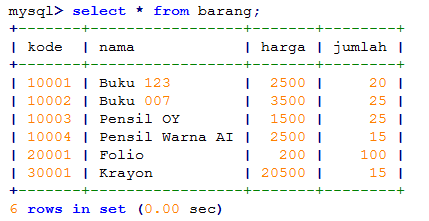 mysql> select * from barang;
+-------+------------------+-------+--------+
| kode | nama | harga | jumlah |
+-------+------------------+-------+--------+
| 10001 | Buku 123 | 2500 | 20 |
| 10002 | Buku 007 | 3500 | 25 |
| 10003 | Pensil OY | 1500 | 25 |
| 10004 | Pensil Warna AI | 2500 | 15 |
| 20001 | Folio | 200 | 100 |
| 30001 | Krayon | 20500 | 15 |
+-------+------------------+-------+--------+
6 rows in set (0.00 sec)